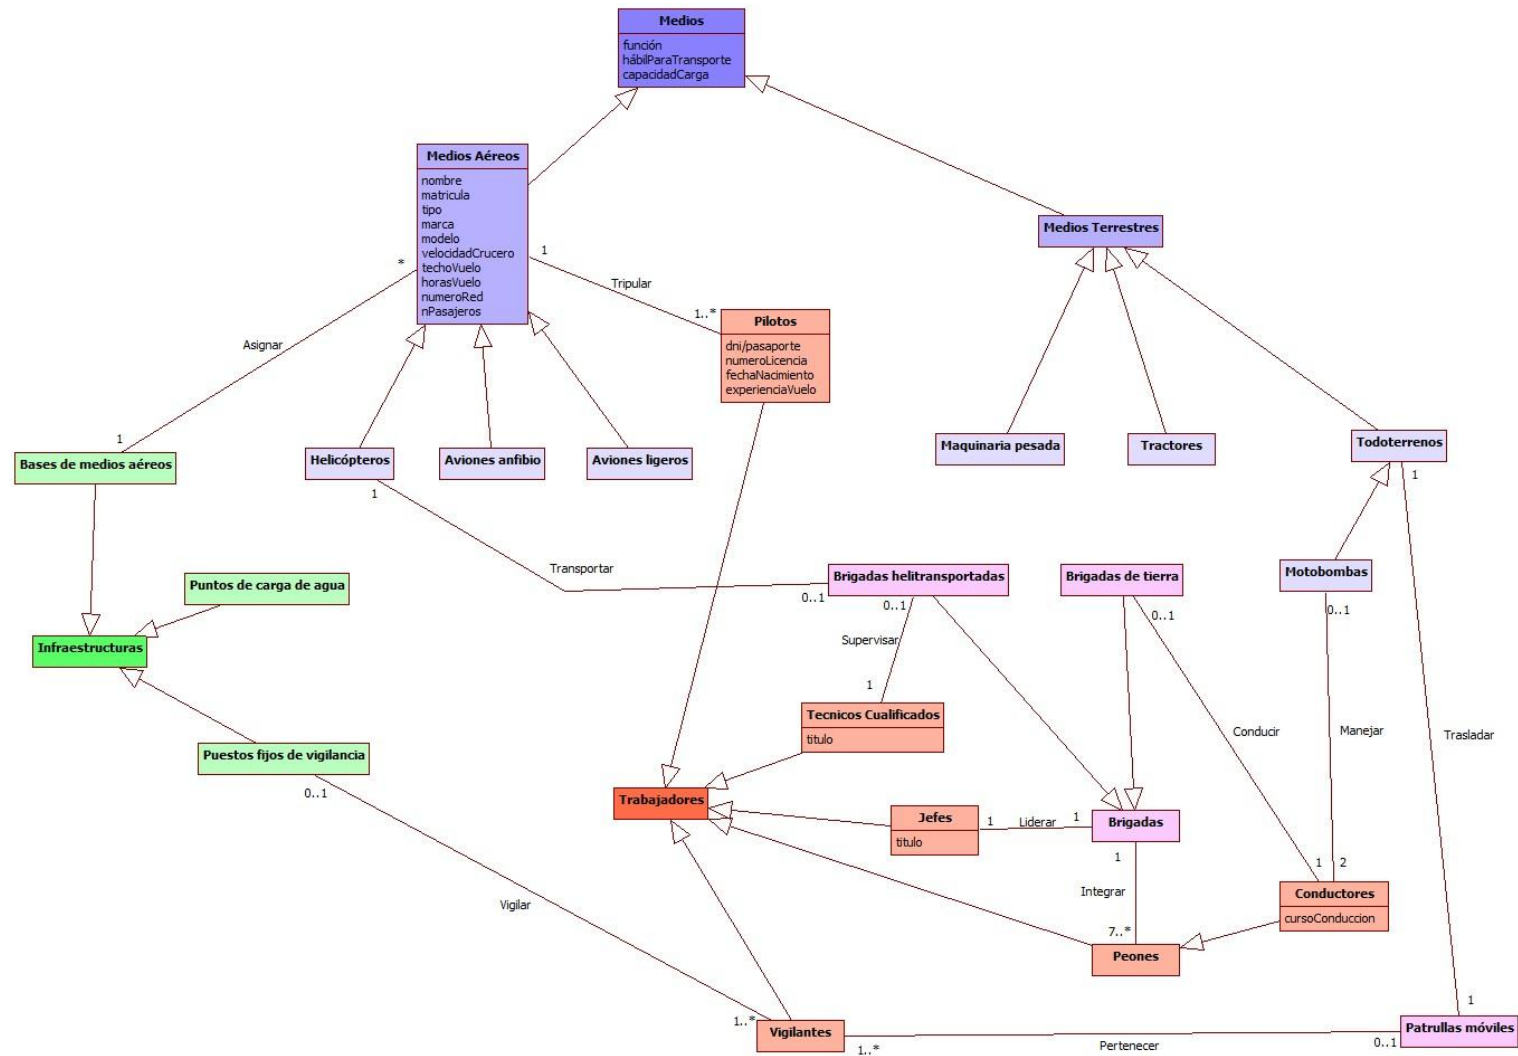 Medios
función
hábilParaTransporte
capacidadCarga
Medios Aéreos
nombre
matricula
tipo
marca
modelo
velocidadCrucero
techoVuelo
horasVuelo
numeroRed
nPasajeros
Medios Terrestres
*
1
Tripular
1..*
Pilotos
dni/pasaporte
numeroLicencia
fechaNacimiento
experienciaVuelo
Asignar
1
Bases de medios aéreos
Helicópteros
Aviones anfibio
Aviones ligeros
Maquinaria pesada
Tractores
Todoterrenos
1
1
Transportar
0..1
Brigadas helitransportadas
0..1
Brigadas de tierra
0..1
Motobombas
0..1
Puntos de carga de agua
Infraestructuras
Supervisar
1
Tecnicos Cualificados
titulo
Conducir
Manejar
Trasladar
Puestos fijos de vigilancia
0..1
Trabajadores
Jefes
titulo
1
Liderar
1
Brigadas
1
Integrar
7..*
1
2
Conductores
cursoConduccion
Peones
Vigilar
1..*
Vigilantes
1..*
Pertenecer
0..1
1
Patrullas móviles